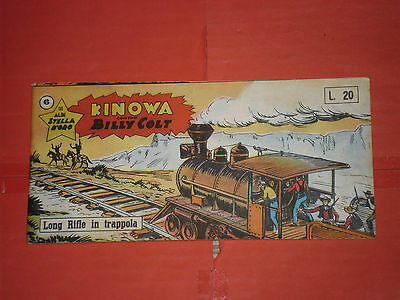 6
ALBI
STELLA
D'ORO
KINOWA
BILLY COLT
L. 20
Long Rifle in trappola